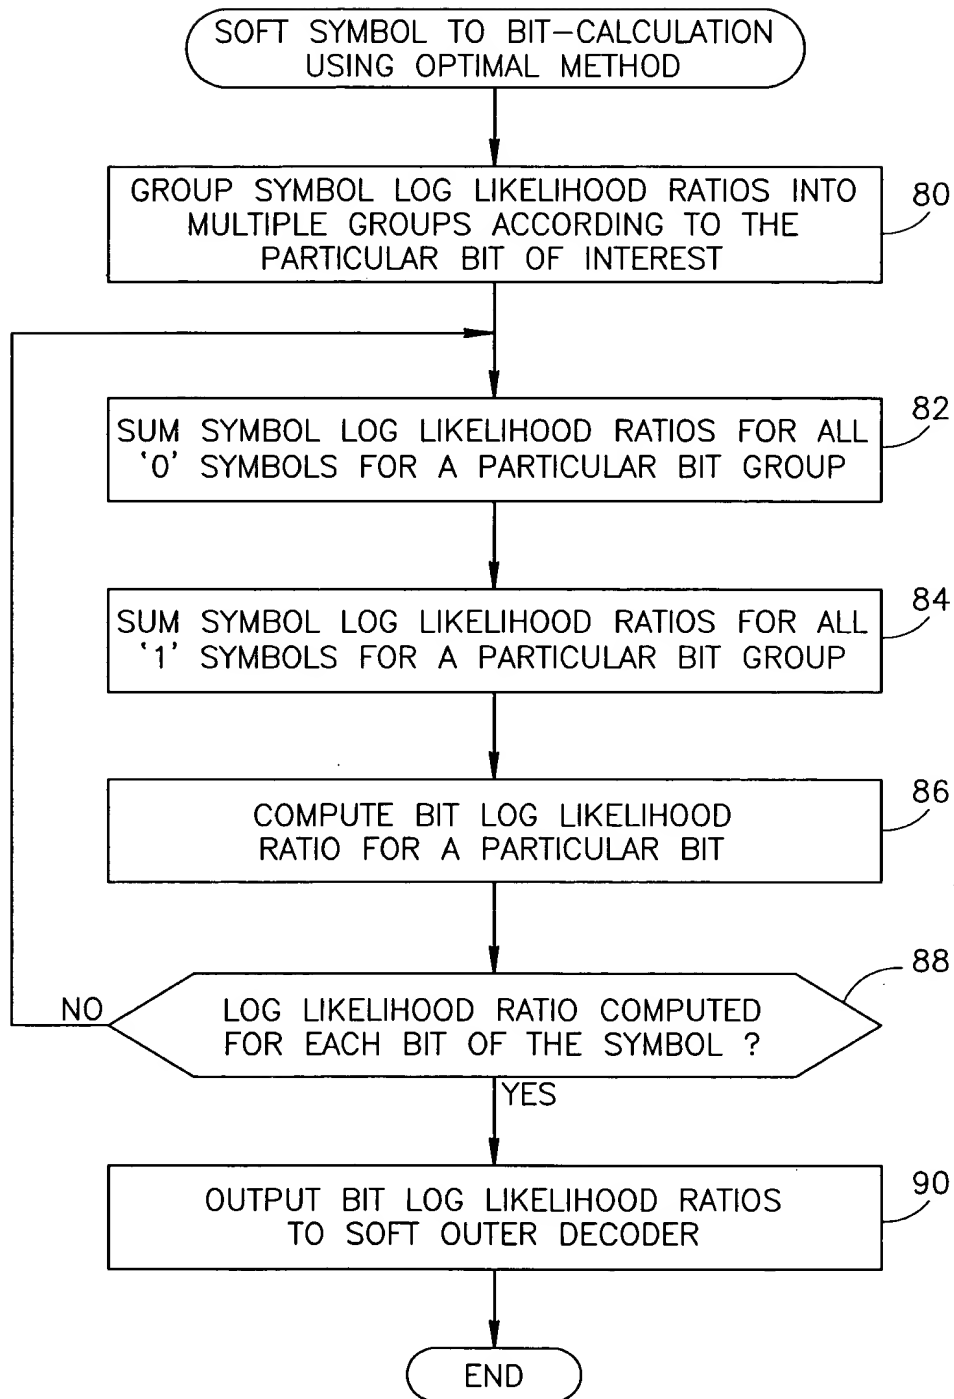 SOFT SYMBOL TO BIT-CALCULATION
USING OPTIMAL METHOD
GROUP SYMBOL LOG LIKELIHOOD RATIOS INTO
MULTIPLE GROUPS ACCORDING TO THE
PARTICULAR BIT OF INTEREST
80
SUM SYMBOL LOG LIKELIHOOD RATIOS FOR ALL
'0' SYMBOLS FOR A PARTICULAR BIT GROUP
82
SUM SYMBOL LOG LIKELIHOOD RATIOS FOR ALL
'1' SYMBOLS FOR A PARTICULAR BIT GROUP
84
COMPUTE BIT LOG LIKELIHOOD
RATIO FOR A PARTICULAR BIT
86
LOG LIKELIHOOD RATIO COMPUTED
FOR EACH BIT OF THE SYMBOL ?
88
NO
YES
OUTPUT BIT LOG LIKELIHOOD RATIOS
TO SOFT OUTER DECODER
90
END